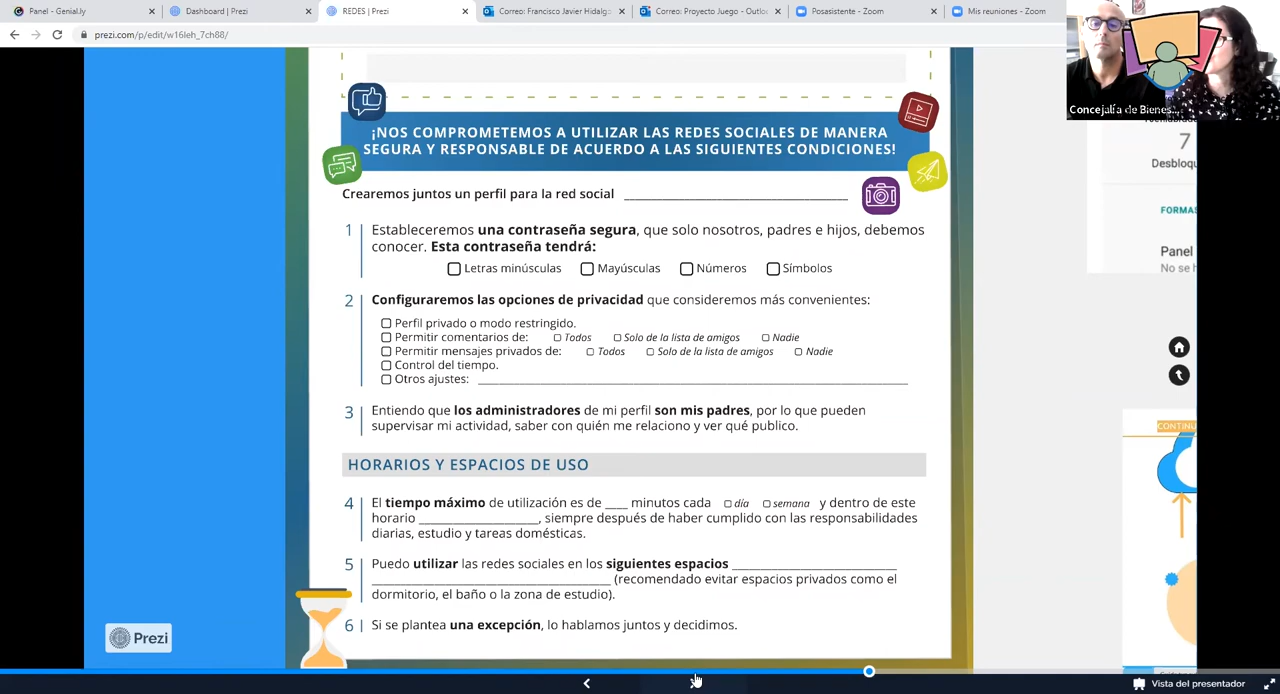 Panel - Genial.ly
Dashboard | Prezi
REDES | Prezi
Correo: Francisco Javier Hidalgo
Correo: Proyecto Juego - Outloo
Posasistente - Zoom
Mis reuniones - Zoom
prezi.com/p/edit/w16leh_7ch88/
Concejalía de Bienes...
¡NOS COMPROMETEMOS A UTILIZAR LAS REDES SOCIALES DE MANERA
SEGURA Y RESPONSABLE DE ACUERDO A LAS SIGUIENTES CONDICIONES!
Crearemos juntos un perfil para la red social ______________________________
1 Estableceremos una contraseña segura, que solo nosotros, padres e hijos, debemos
conocer. Esta contraseña tendrá:
Letras minúsculas Mayúsculas Números Símbolos
2 Configuraremos las opciones de privacidad que consideremos más convenientes:
Perfil privado o modo restringido.
Permitir comentarios de: Todos Solo de la lista de amigos Nadie
Permitir mensajes privados de: Todos Solo de la lista de amigos Nadie
Control del tiempo.
Otros ajustes: ______________________________
3 Entiendo que los administradores de mi perfil son mis padres, por lo que pueden
supervisar mi actividad, saber con quién me relaciono y ver qué publico.
HORARIOS Y ESPACIOS DE USO
4 El tiempo máximo de utilización es de ____ minutos cada día semana y dentro de este
horario ____________________, siempre después de haber cumplido con las responsabilidades
diarias, estudio y tareas domésticas.
5 Puedo utilizar las redes sociales en los siguientes espacios ____________________
______________________________ (recomendado evitar espacios privados como el
dormitorio, el baño o la zona de estudio).
6 Si se plantea una excepción, lo hablamos juntos y decidimos.
7
Desbloq
FORMAS
Panel
No se h
CONTINU
Prezi
Vista del presentador